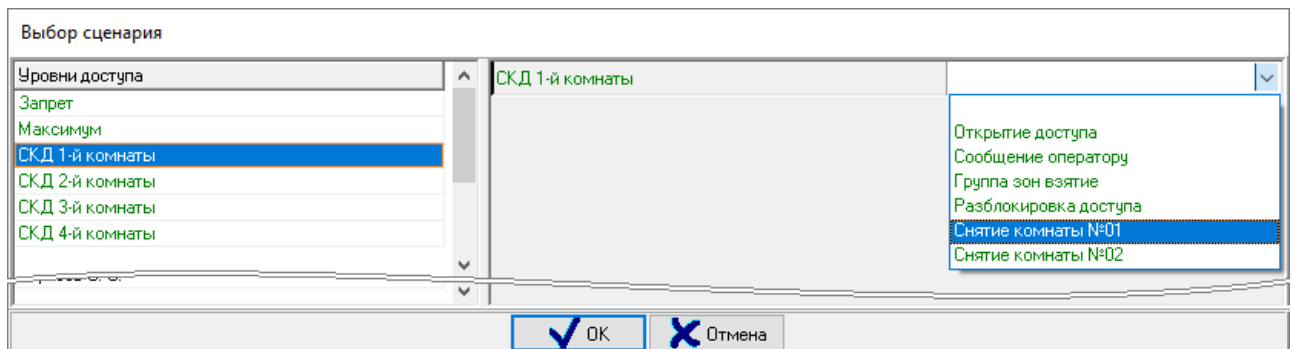 Выбор сценария
Уровни доступа
Запрет
Максимум
СКД 1-й комнаты
СКД 2-й комнаты
СКД 3-й комнаты
СКД 4-й комнаты
СКД 1-й комнаты
Открытие доступа
Сообщение оператору
Группа зон взятие
Разблокировка доступа
Снятие комнаты №01
Снятие комнаты №02
OK
Отмена